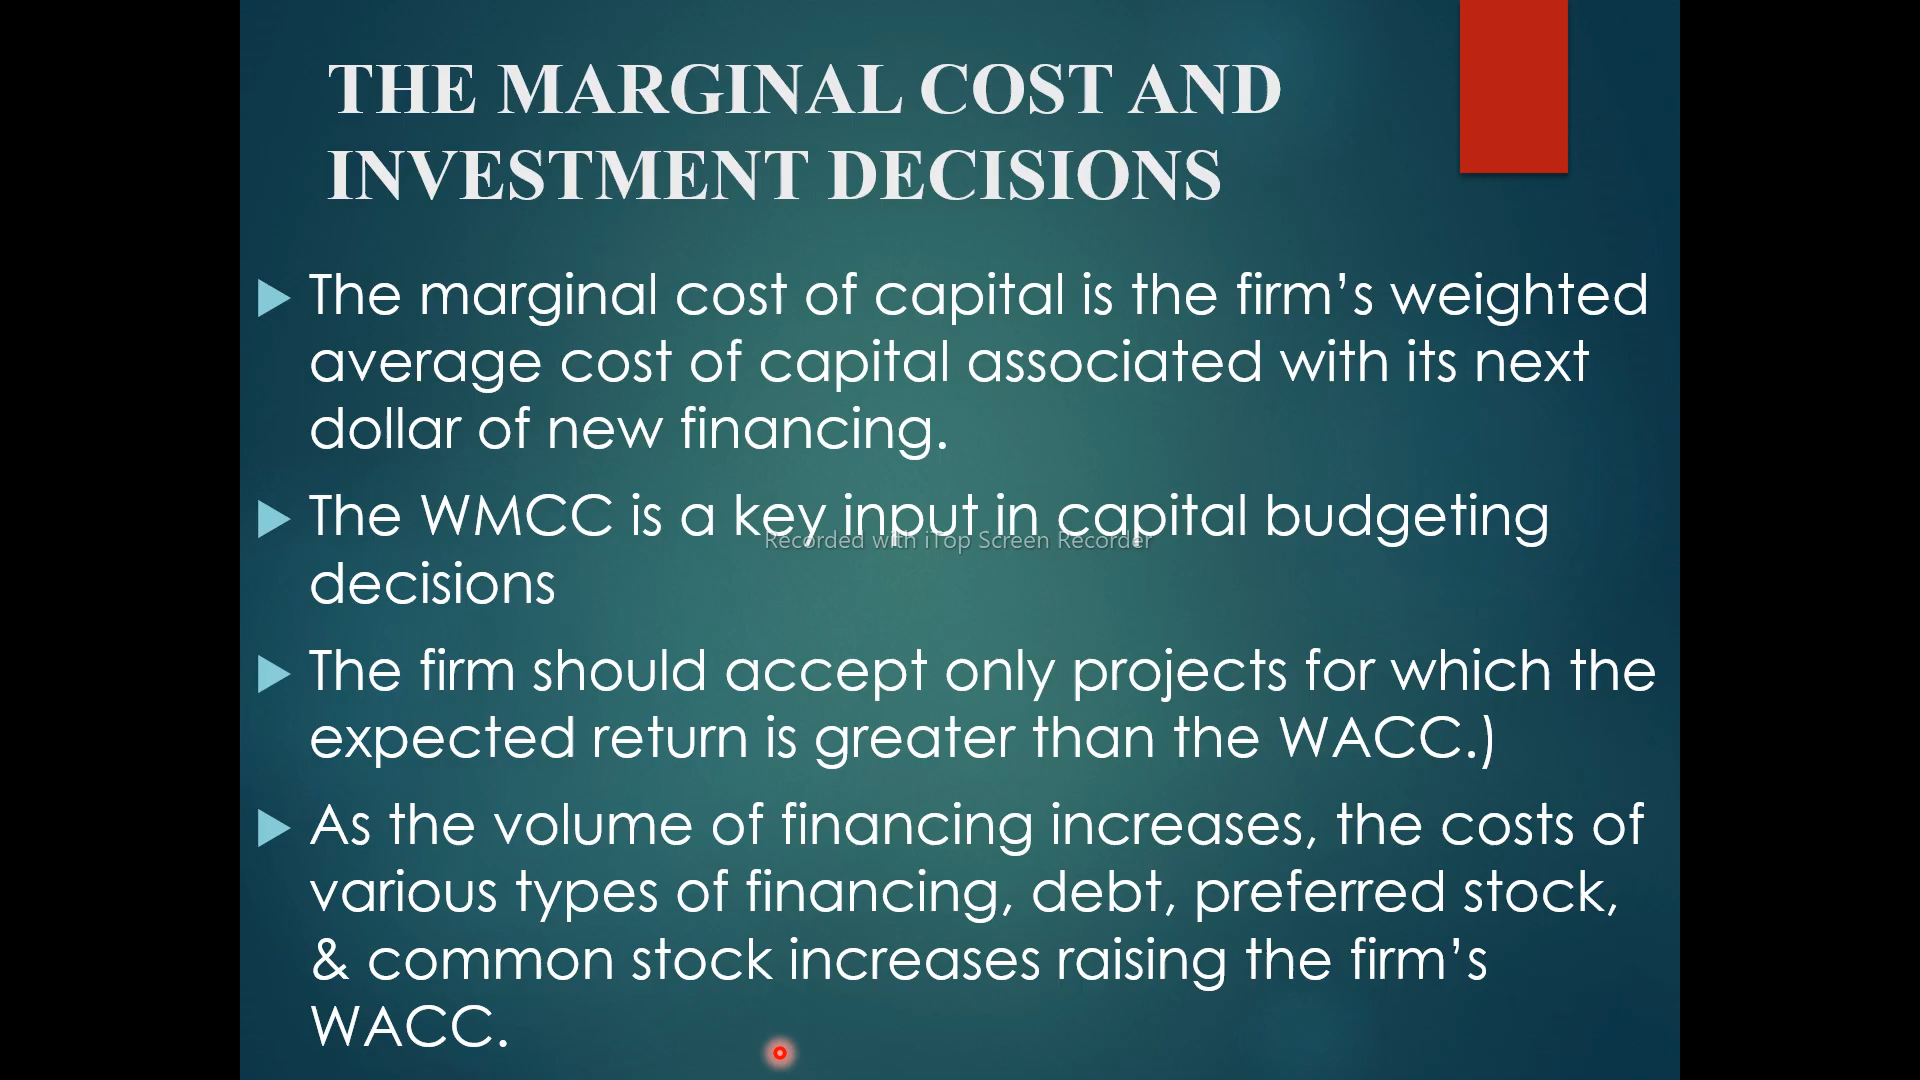 THE MARGINAL COST AND
INVESTMENT DECISIONS
The marginal cost of capital is the firm’s weighted
average cost of capital associated with its next
dollar of new financing.
The WMCC is a key input in capital budgeting
Recorded with iTop Screen Recorder
decisions
The firm should accept only projects for which the
expected return is greater than the WACC.)
As the volume of financing increases, the costs of
various types of financing, debt, preferred stock,
& common stock increases raising the firm’s
WACC.